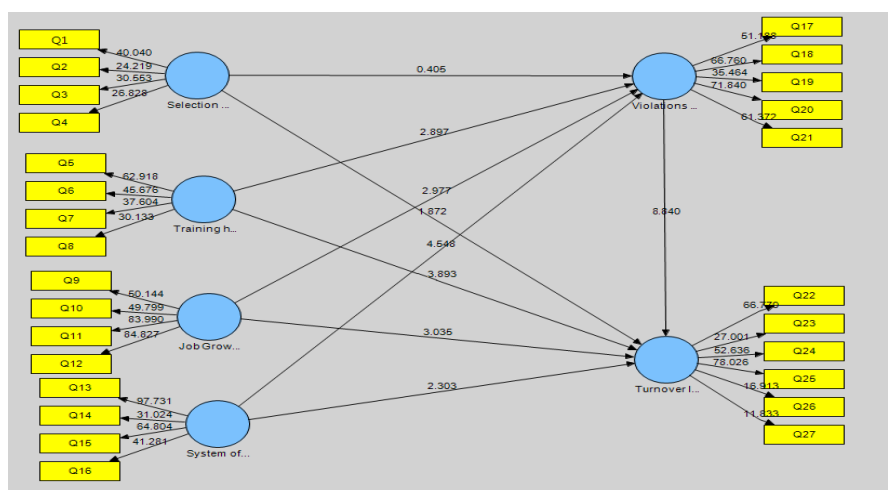 Q1
40.040
Q2
24.219
Q3
30.553
Q4
26.828
Selection ...
Q5
62.918
Q6
45.676
Q7
37.604
Q8
30.133
Training h...
Q9
50.144
Q10
49.799
Q11
83.990
Q12
84.827
Job Grow...
Q13
97.731
Q14
31.024
Q15
64.804
Q16
41.281
System of...
0.405
2.897
2.977
1.872
4.548
3.893
3.035
2.303
8.840
Q17
51.188
Q18
66.760
Q19
35.464
Q20
71.840
Q21
61.372
Violations ...
Q22
66.770
Q23
27.001
Q24
52.636
Q25
78.026
Q26
16.913
Q27
11.833
Turnover I...